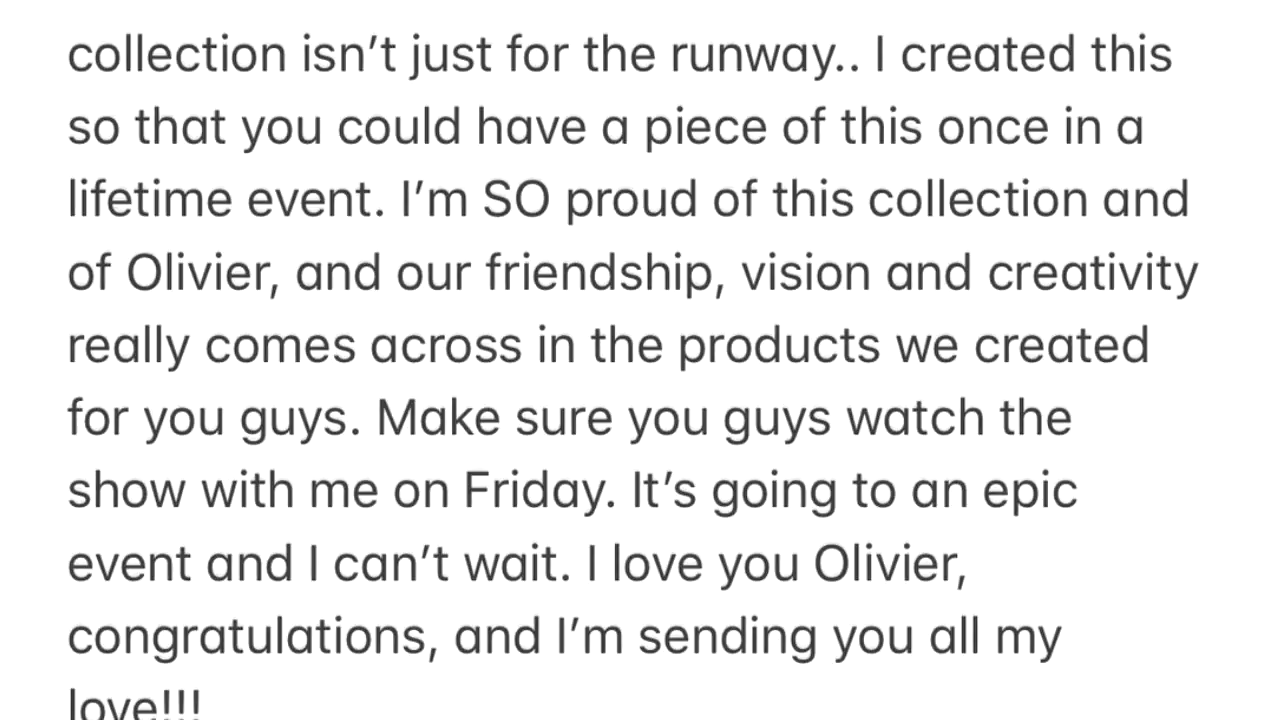 collection isn’t just for the runway.. I created this
so that you could have a piece of this once in a
lifetime event. I’m SO proud of this collection and
of Olivier, and our friendship, vision and creativity
really comes across in the products we created
for you guys. Make sure you guys watch the
show with me on Friday. It’s going to an epic
event and I can’t wait. I love you Olivier,
congratulations, and I’m sending you all my
love!!!